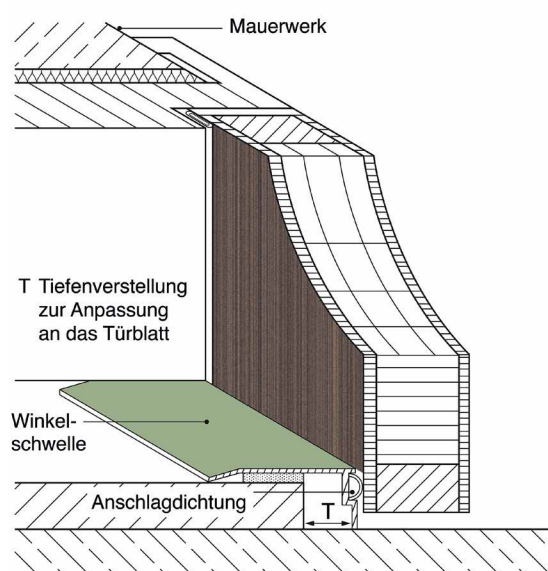 Mauerwerk
T Tiefenverstellung
zur Anpassung
an das Türblatt
Winkel-
schwelle
Anschlagdichtung
T